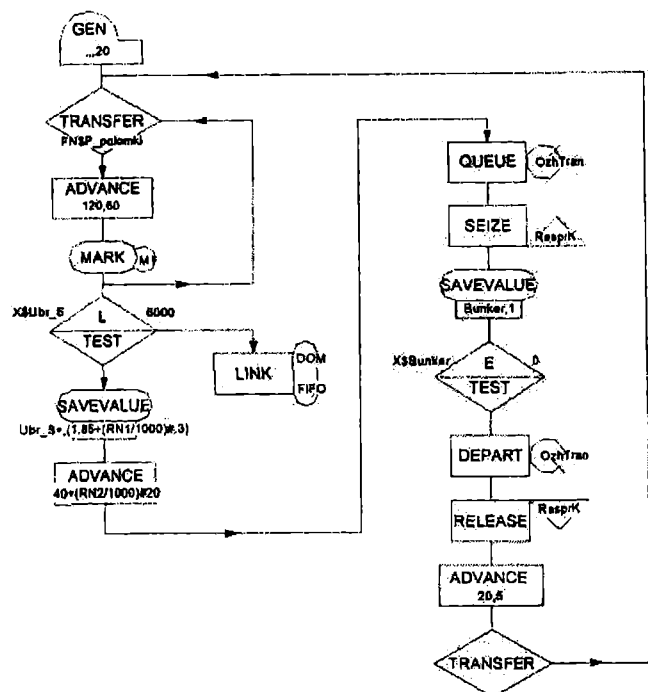 GEN
,,,20
TRANSFER
FN$P_polomki
ADVANCE
120,60
MARK
X$Ubr_S
L
6000
TEST
LINK
DOM
FIFO
SAVEVALUE
Ubr_S+,(1.85+(RN1/1000)#.3)
ADVANCE
40+(RN2/1000)#20
QUEUE
OzhTran
SEIZE
RasprK
SAVEVALUE
Bunker,1
X$Bunker
E
0
TEST
DEPART
OzhTran
RELEASE
RasprK
ADVANCE
20,5
TRANSFER